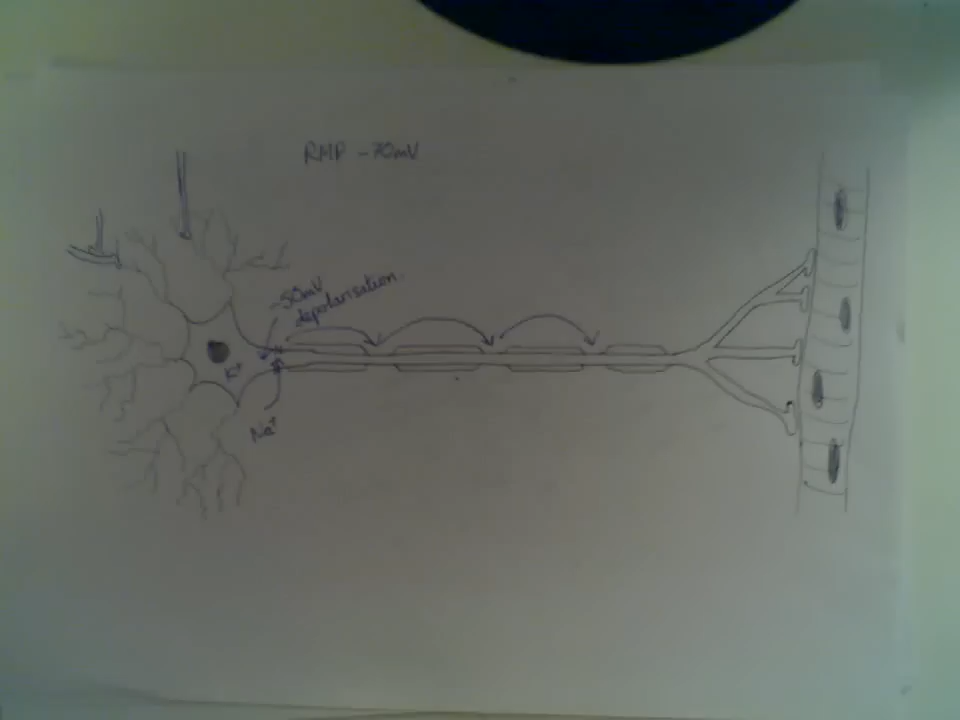 RMP -70mV
-50mV
depolarisation.
K+
Na+